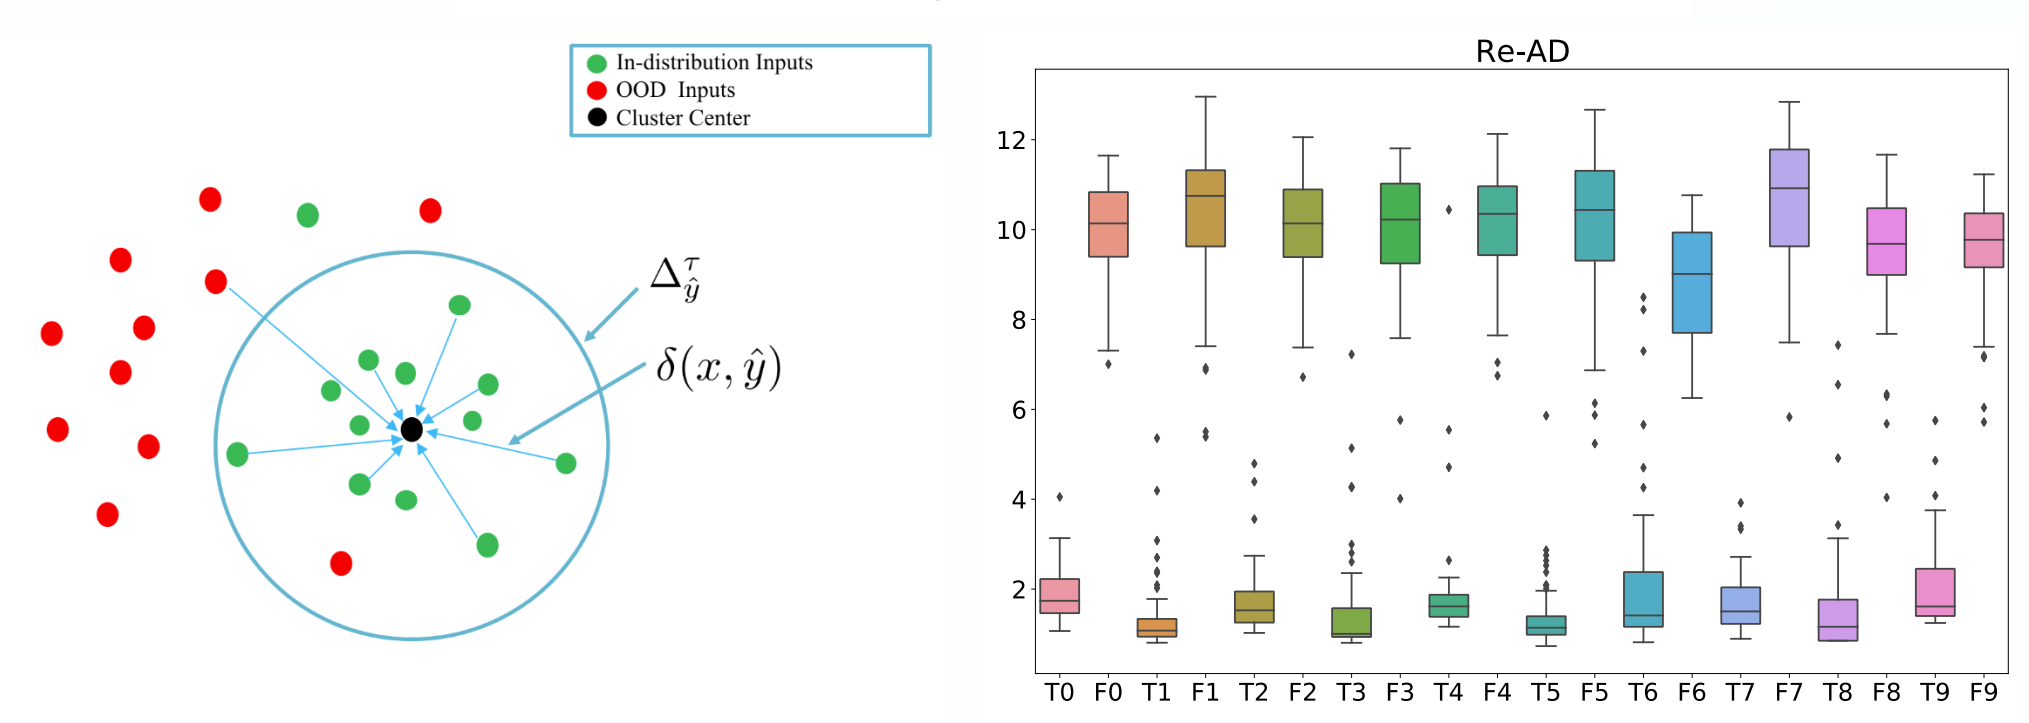 In-distribution Inputs
OOD Inputs
Cluster Center
Δ^τ_ŷ
δ(x, ŷ)
Re-AD
12
10
8
6
4
2
T0 F0 T1 F1 T2 F2 T3 F3 T4 F4 T5 F5 T6 F6 T7 F7 T8 F8 T9 F9